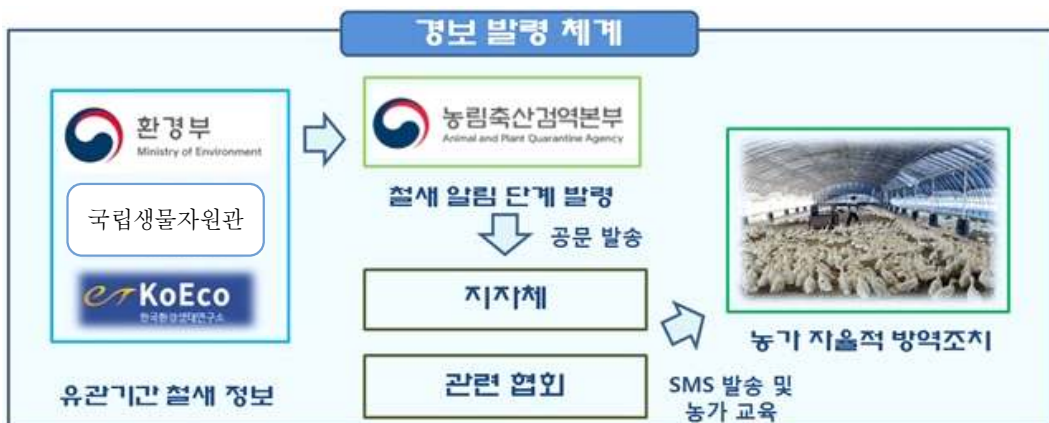 경보 발령 체계
환경부
Ministry of Environment
국립생물자원관
KoEco
한국환경생태연구소
유관기간 철새 정보
농림축산검역본부
Animal and Plant Quarantine Agency
철새 알림 단계 발령
공문 발송
지자체
관련 협회
SMS 발송 및
농가 교육
농가 자율적 방역조치